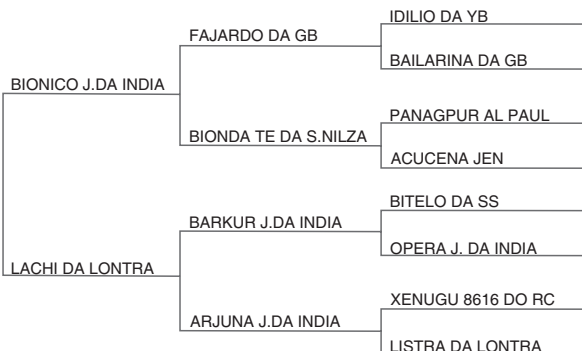 IDILIO DA YB
FAJARDO DA GB
BAILARINA DA GB
BIONICO J.DA INDIA
PANAGPUR AL PAUL
BIONDA TE DA S.NILZA
ACUCENA JEN
BITELO DA SS
BARKUR J.DA INDIA
OPERA J. DA INDIA
LACHI DA LONTRA
XENUGU 8616 DO RC
ARJUNA J.DA INDIA
LISTRA DA LONTRA